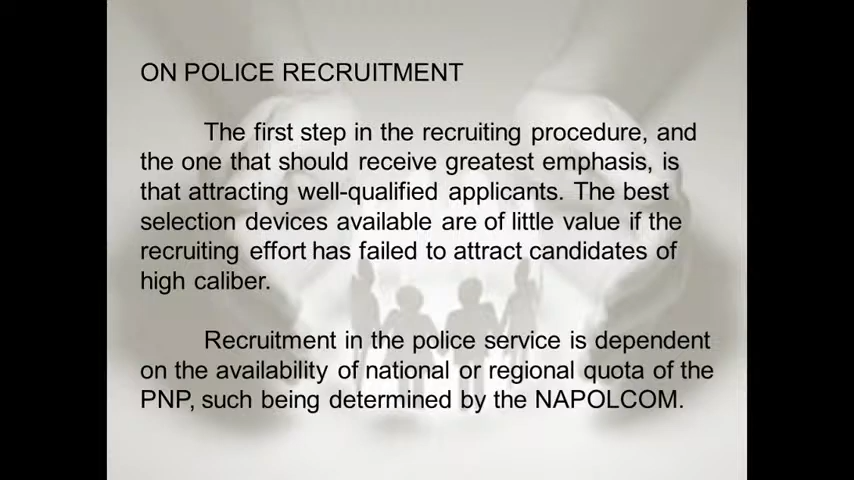 ON POLICE RECRUITMENT
The first step in the recruiting procedure, and
the one that should receive greatest emphasis, is
that attracting well-qualified applicants. The best
selection devices available are of little value if the
recruiting effort has failed to attract candidates of
high caliber.
Recruitment in the police service is dependent
on the availability of national or regional quota of the
PNP, such being determined by the NAPOLCOM.